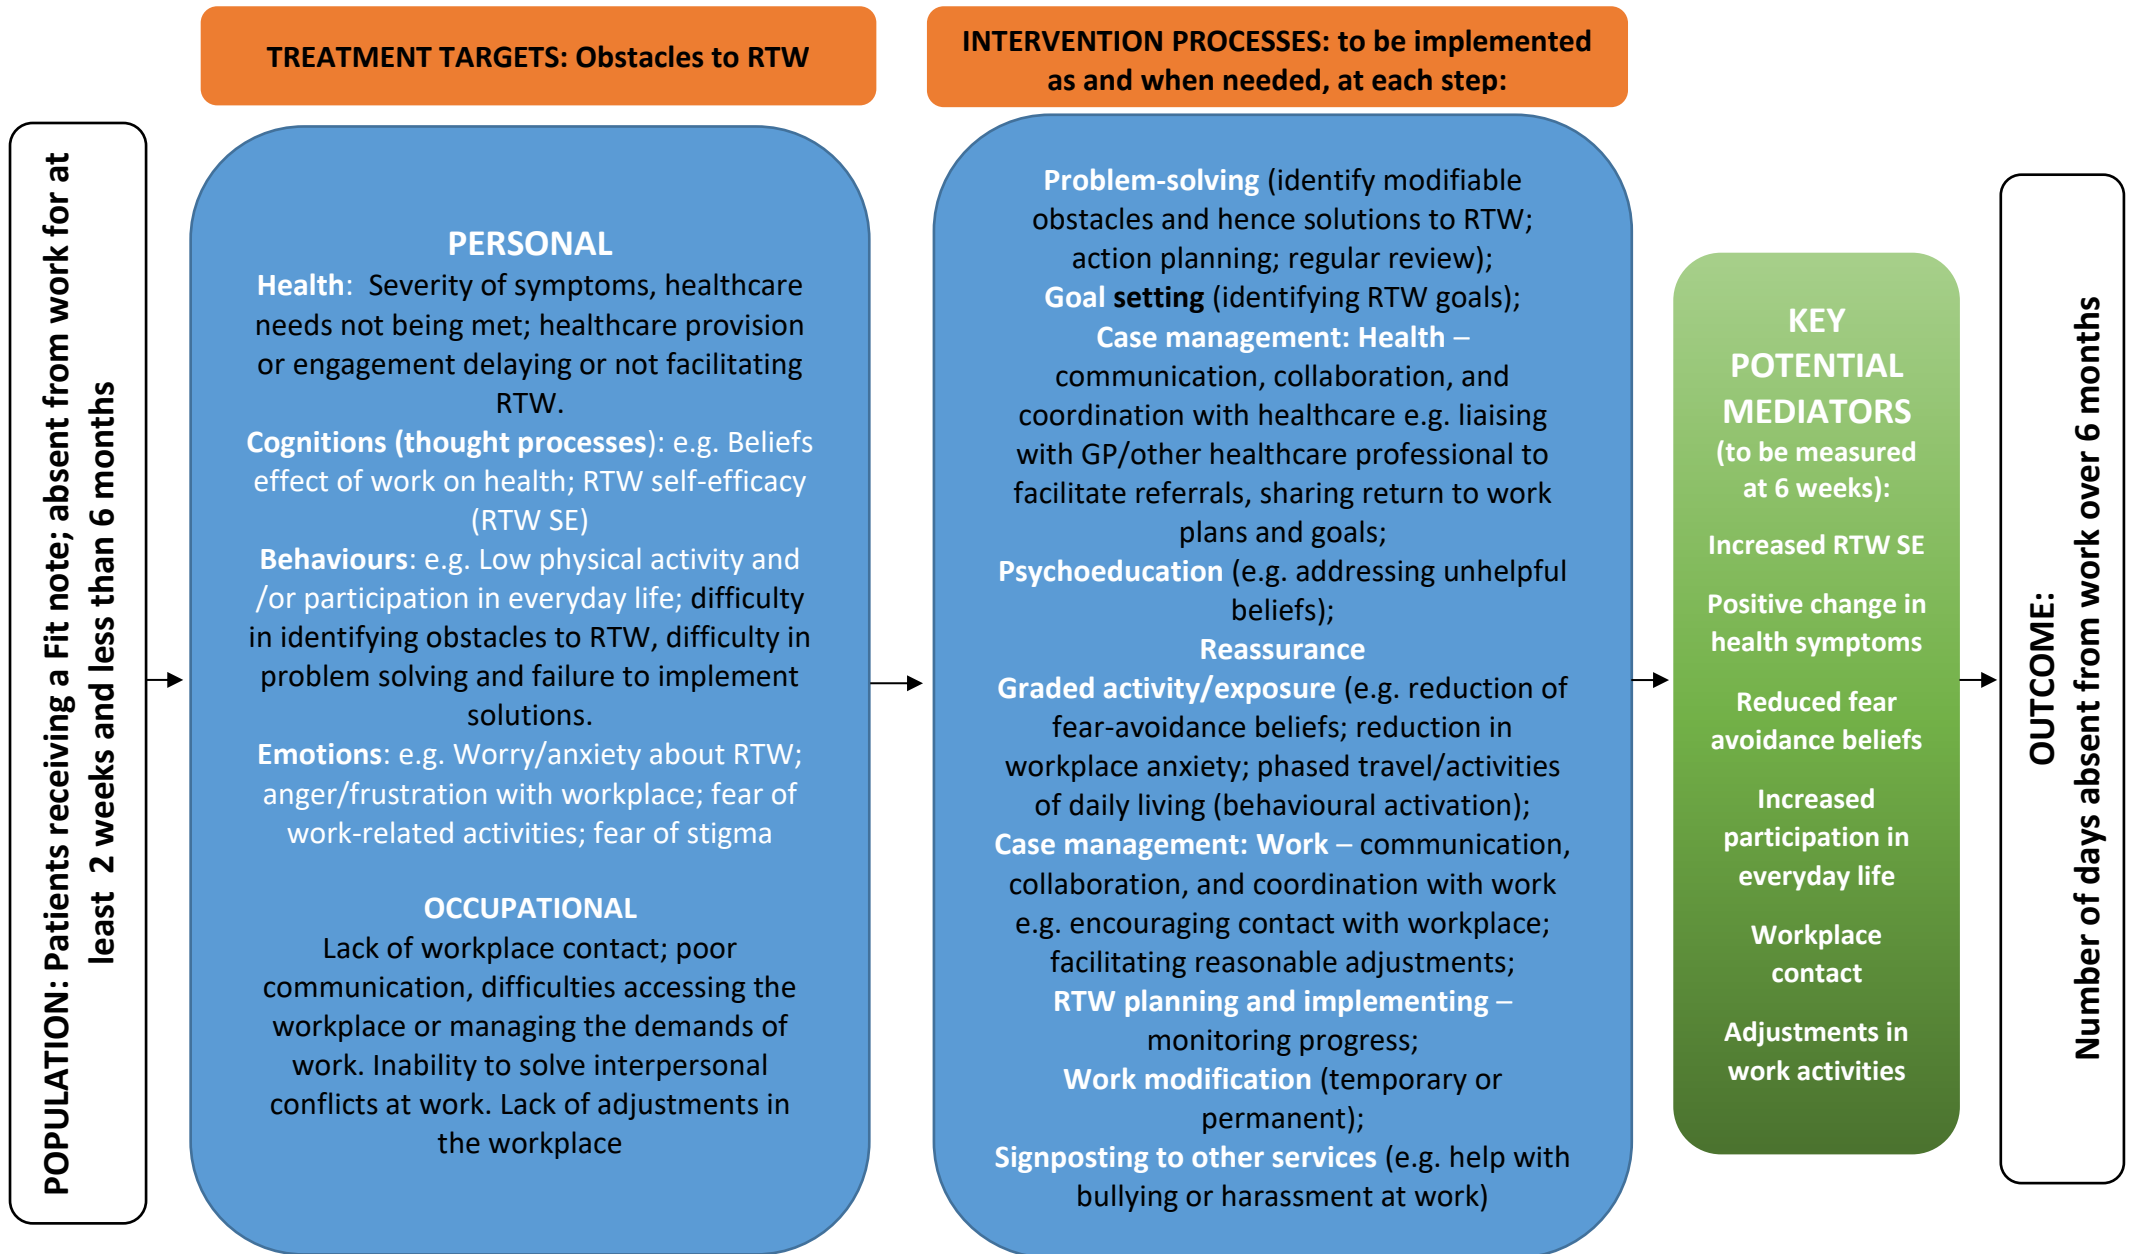 TREATMENT TARGETS: Obstacles to RTW
INTERVENTION PROCESSES: to be implemented
as and when needed, at each step:
POPULATION: Patients receiving a Fit note; absent from work for at
least  2 weeks and less than 6 months
PERSONAL
Health:  Severity of symptoms, healthcare
needs not being met; healthcare provision
or engagement delaying or not facilitating
RTW.
Cognitions (thought processes): e.g. Beliefs
effect of work on health; RTW self-efficacy
(RTW SE)
Behaviours: e.g. Low physical activity and
/or participation in everyday life; difficulty
in identifying obstacles to RTW, difficulty in
problem solving and failure to implement
solutions.
Emotions: e.g. Worry/anxiety about RTW;
anger/frustration with workplace; fear of
work-related activities; fear of stigma
OCCUPATIONAL
Lack of workplace contact; poor
communication, difficulties accessing the
workplace or managing the demands of
work. Inability to solve interpersonal
conflicts at work. Lack of adjustments in
the workplace
Problem-solving (identify modifiable
obstacles and hence solutions to RTW;
action planning; regular review);
Goal setting (identifying RTW goals);
Case management: Health –
communication, collaboration, and
coordination with healthcare e.g. liaising
with GP/other healthcare professional to
facilitate referrals, sharing return to work
plans and goals;
Psychoeducation (e.g. addressing unhelpful
beliefs);
Reassurance
Graded activity/exposure (e.g. reduction of
fear-avoidance beliefs; reduction in
workplace anxiety; phased travel/activities
of daily living (behavioural activation);
Case management: Work – communication,
collaboration, and coordination with work
e.g. encouraging contact with workplace;
facilitating reasonable adjustments;
RTW planning and implementing –
monitoring progress;
Work modification (temporary or
permanent);
Signposting to other services (e.g. help with
bullying or harassment at work)
KEY
POTENTIAL
MEDIATORS
(to be measured
at 6 weeks):
Increased RTW SE
Positive change in
health symptoms
Reduced fear
avoidance beliefs
Increased
participation in
everyday life
Workplace
contact
Adjustments in
work activities
OUTCOME:
Number of days absent from work over 6 months